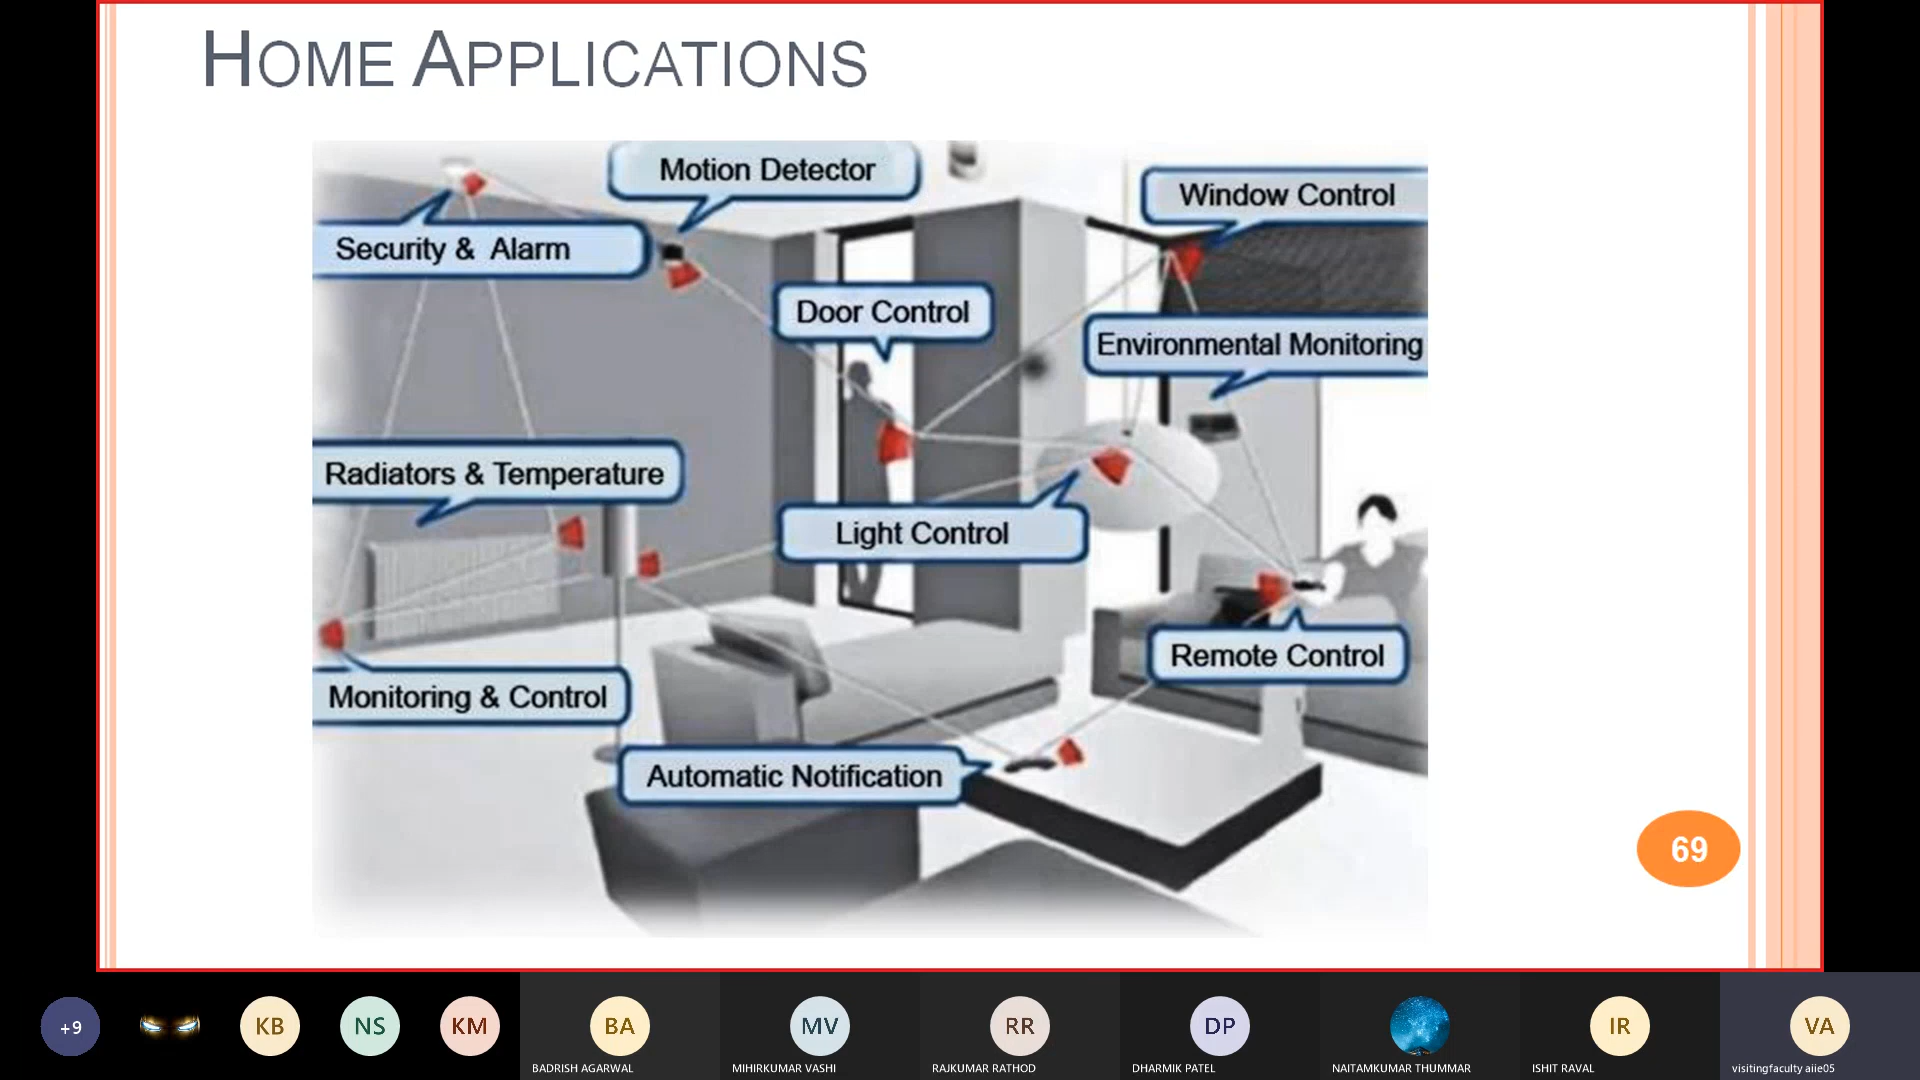 HOME APPLICATIONS
Motion Detector
Window Control
Security & Alarm
Door Control
Environmental Monitoring
Radiators & Temperature
Light Control
Remote Control
Monitoring & Control
Automatic Notification
69
+9
KB
NS
KM
BA
MV
RR
DP
IR
VA
BADRISH AGARWAL
MIHIRKUMAR VASHI
RAJKUMAR RATHOD
DHARMIK PATEL
NAITAMKUMAR THUMMAR
ISHIT RAVAL
visitingfaculty aiie05